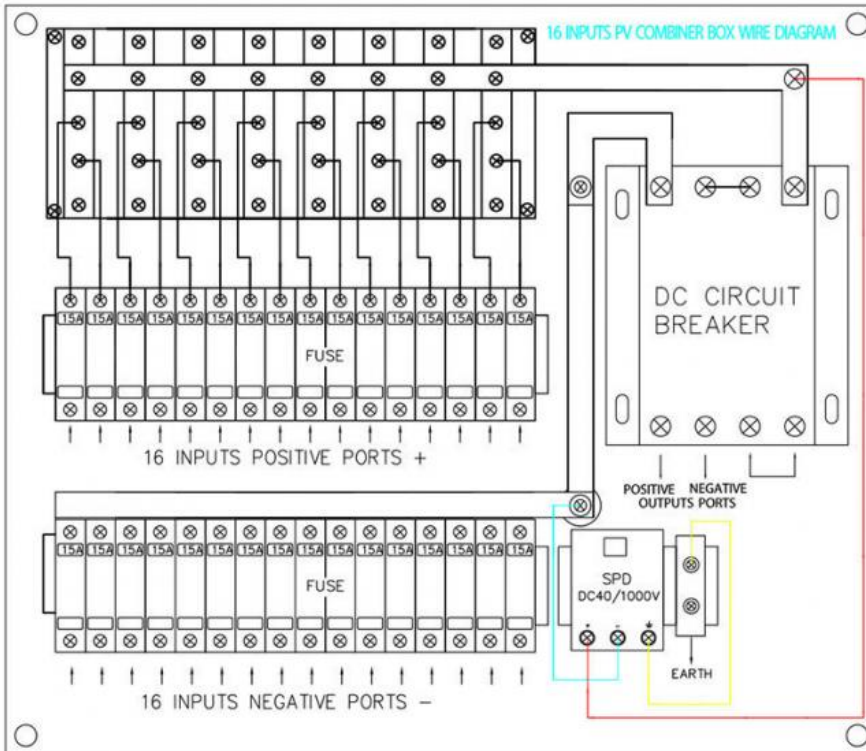 16 INPUTS PV COMBINER BOX WIRE DIAGRAM
DC CIRCUIT
BREAKER
15A 15A 15A 15A 15A 15A 15A 15A 15A 15A 15A 15A 15A 15A 15A 15A
FUSE
16 INPUTS POSITIVE PORTS +
POSITIVE NEGATIVE
OUTPUTS PORTS
15A 15A 15A 15A 15A 15A 15A 15A 15A 15A 15A 15A 15A 15A 15A 15A
FUSE
SPD
DC40/1000V
+ -
EARTH
16 INPUTS NEGATIVE PORTS -